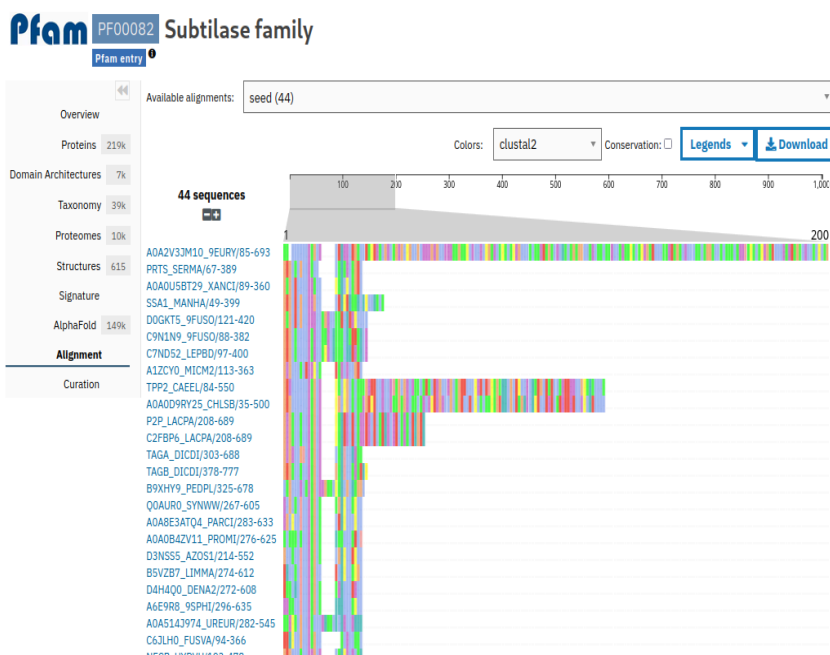 Pfam PF00082 Subtilase family
Pfam entry
Available alignments: seed (44)
Overview
Proteins 219k
Domain Architectures 7k
Taxonomy 39k
Proteomes 10k
Structures 615
Signature
AlphaFold 149k
Alignment
Curation
Colors: clustal2 Conservation: Legends Download
44 sequences
100 200 300 400 500 600 700 800 900 1,000
1 200
A0A2V3JM10_9EURY/85-693
PRTS_SERMA/67-389
A0A0U5BT29_XANCI/89-360
SSA1_MANHA/49-399
D0GKT5_9FUSO/121-420
C9N1N9_9FUSO/88-382
C7ND52_LEPBD/97-400
A1ZCY0_MICM2/113-363
TPP2_CAEEL/84-550
A0A0D9RY25_CHLSB/35-500
P2P_LACPA/208-689
C2FBP6_LACPA/208-689
TAGA_DICDI/303-688
TAGB_DICDI/378-777
B9XHY9_PEDPL/325-678
Q0AUR0_SYNWW/267-605
A0A8E3ATQ4_PARCI/283-633
A0A0B4ZV11_PROMI/276-625
D3NSS5_AZOS1/214-552
B5VZB7_LIMMA/274-612
D4H4Q0_DENA2/272-608
A6E9R8_9SPHI/296-635
A0A514J974_UREUR/282-545
C6JLH0_FUSVA/94-366